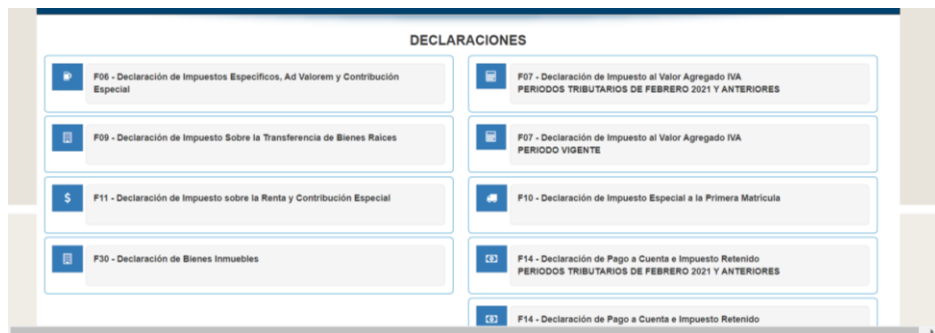 DECLARACIONES
F06 - Declaración de Impuestos Específicos, Ad Valorem y Contribución
Especial
F07 - Declaración de Impuesto al Valor Agregado IVA
PERIODOS TRIBUTARIOS DE FEBRERO 2021 Y ANTERIORES
F09 - Declaración de Impuesto Sobre la Transferencia de Bienes Raíces
F07 - Declaración de Impuesto al Valor Agregado IVA
PERIODO VIGENTE
F11 - Declaración de Impuesto sobre la Renta y Contribución Especial
F10 - Declaración de Impuesto Especial a la Primera Matricula
F30 - Declaración de Bienes Inmuebles
F14 - Declaración de Pago a Cuenta e Impuesto Retenido
PERIODOS TRIBUTARIOS DE FEBRERO 2021 Y ANTERIORES
F14 - Declaración de Pago a Cuenta e Impuesto Retenido